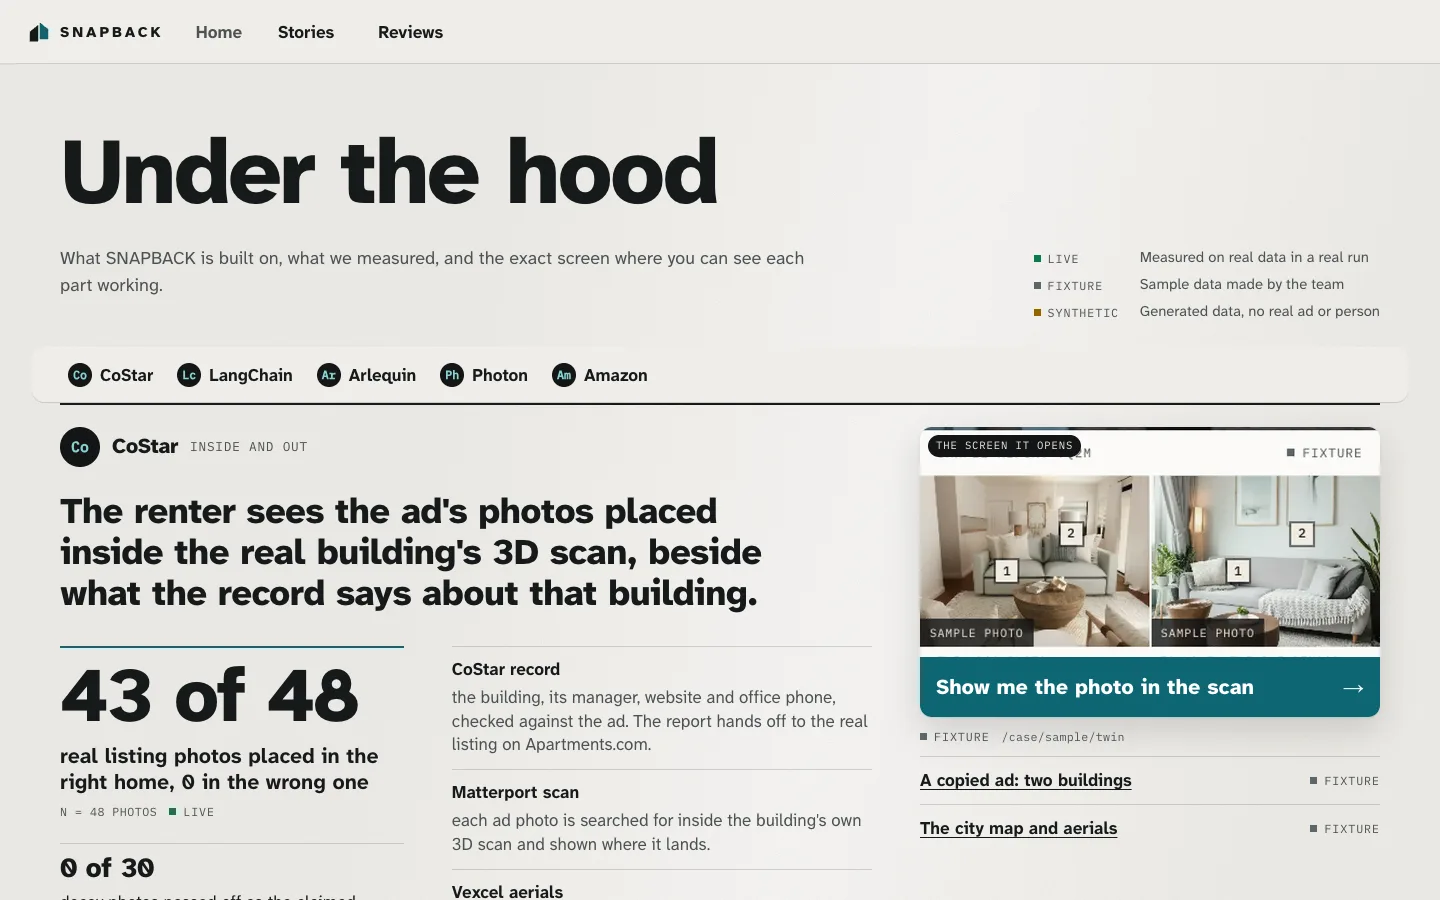 SNAPBACK
Home
Stories
Reviews
Under the hood
What SNAPBACK is built on, what we measured, and the exact screen where you can see each
part working.
LIVE Measured on real data in a real run
FIXTURE Sample data made by the team
SYNTHETIC Generated data, no real ad or person
Co CoStar
Lc LangChain
Ar Arlequin
Ph Photon
Am Amazon
Co CoStar INSIDE AND OUT
The renter sees the ad's photos placed
inside the real building's 3D scan, beside
what the record says about that building.
43 of 48
real listing photos placed in the
right home, 0 in the wrong one
N = 48 PHOTOS LIVE
0 of 30
CoStar record
the building, its manager, website and office phone,
checked against the ad. The report hands off to the real
listing on Apartments.com.
Matterport scan
each ad photo is searched for inside the building's own
3D scan and shown where it lands.
Vexcel aerials
THE SCREEN IT OPENS
FIXTURE
2
1
2
1
SAMPLE PHOTO
SAMPLE PHOTO
Show me the photo in the scan →
FIXTURE /case/sample/twin
A copied ad: two buildings FIXTURE
The city map and aerials FIXTURE